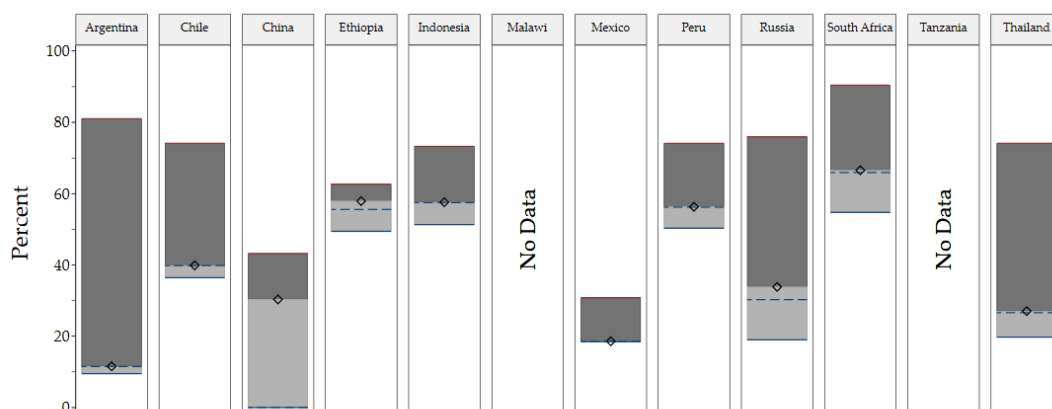 Argentina Chile China Ethiopia Indonesia Malawi Mexico Peru Russia South Africa Tanzania Thailand
100
80
60
40
20
0
Percent
No Data
No Data